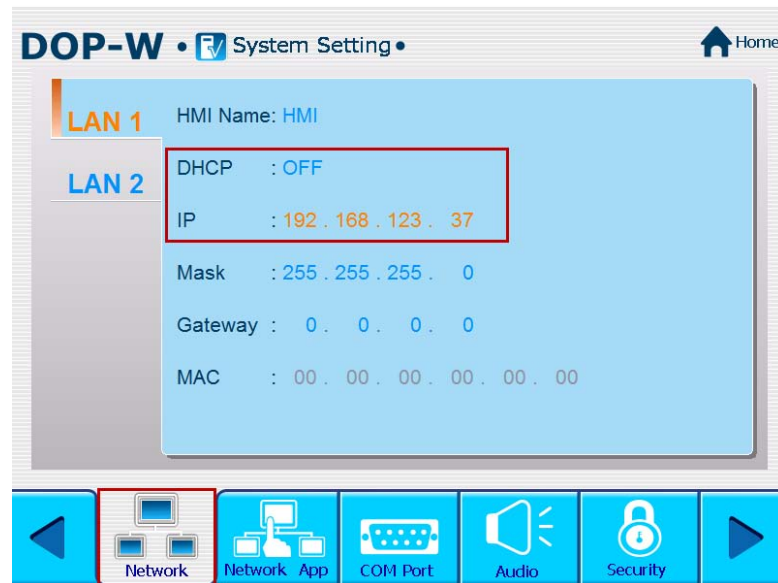 DOP-W • System Setting • Home
LAN 1
LAN 2
HMI Name: HMI
DHCP : OFF
IP : 192 . 168 . 123 . 37
Mask : 255 . 255 . 255 . 0
Gateway : 0 . 0 . 0 . 0
MAC : 00 . 00 . 00 . 00 . 00 . 00
Network
Network App
COM Port
Audio
Security